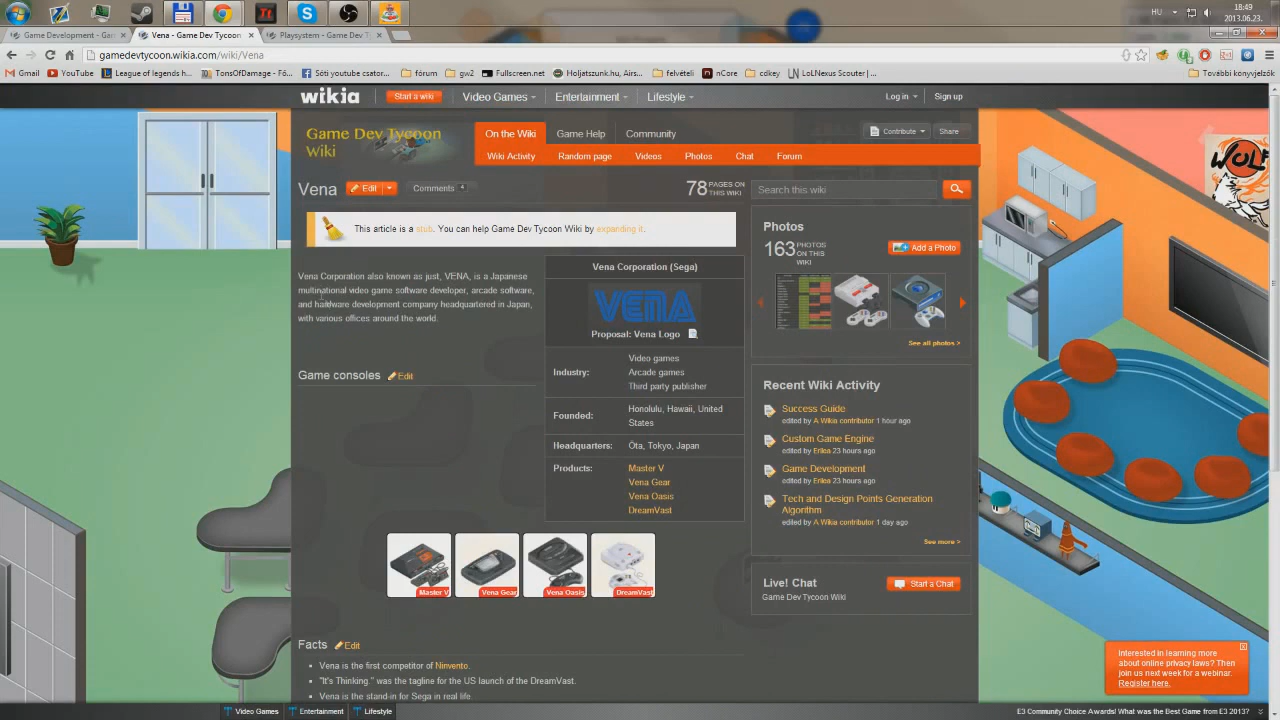 HU
18:49
2013.06.23.
Game Development - Ga
Vena - Game Dev Tycoon
Playsystem - Game Dev T
gamedevtycoon.wikia.com/wiki/Vena
Gmail
YouTube
League of legends h...
TonsOfDamage - Fó...
Sóti youtube csator...
fórum
gw2
Fullscreen.net
Holjatszunk.hu, Airs...
felvételi
nCore
cdkey
LoLNexus Scouter |...
További könyvjelzők
wikia
Start a wiki
Video Games
Entertainment
Lifestyle
Log in
Sign up
Game Dev Tycoon
Wiki
On the Wiki
Game Help
Community
Contribute
Share
Wiki Activity
Random page
Videos
Photos
Chat
Forum
Vena
Edit
Comments 4
78 PAGES ON
THIS WIKI
Search this wiki
WOLF
This article is a stub. You can help Game Dev Tycoon Wiki by expanding it.
Vena Corporation also known as just, VENA, is a Japanese
multinational video game software developer, arcade software,
and hardware development company headquartered in Japan,
with various offices around the world.
Vena Corporation (Sega)
VENA
Proposal: Vena Logo
Industry:
Video games
Arcade games
Third party publisher
Founded:
Honolulu, Hawaii, United
States
Headquarters:
Ōta, Tokyo, Japan
Products:
Master V
Vena Gear
Vena Oasis
DreamVast
Game consoles
Edit
Master V
Vena Gear
Vena Oasis
DreamVast
Facts
Edit
Vena is the first competitor of Ninvento.
"It's Thinking." was the tagline for the US launch of the DreamVast.
Vena is the stand-in for Sega in real life.
Photos
163 PHOTOS
ON THIS
WIKI
Add a Photo
See all photos >
Recent Wiki Activity
Success Guide
edited by A Wikia contributor 1 hour ago
Custom Game Engine
edited by Erilea 23 hours ago
Game Development
edited by Erilea 23 hours ago
Tech and Design Points Generation
Algorithm
edited by A Wikia contributor 1 day ago
See more >
Live! Chat
Start a Chat
Game Dev Tycoon Wiki
Interested in learning more
about online privacy laws? Then
join us next week for a webinar.
Register here.
Video Games
Entertainment
Lifestyle
E3 Community Choice Awards! What was the Best Game from E3 2013?